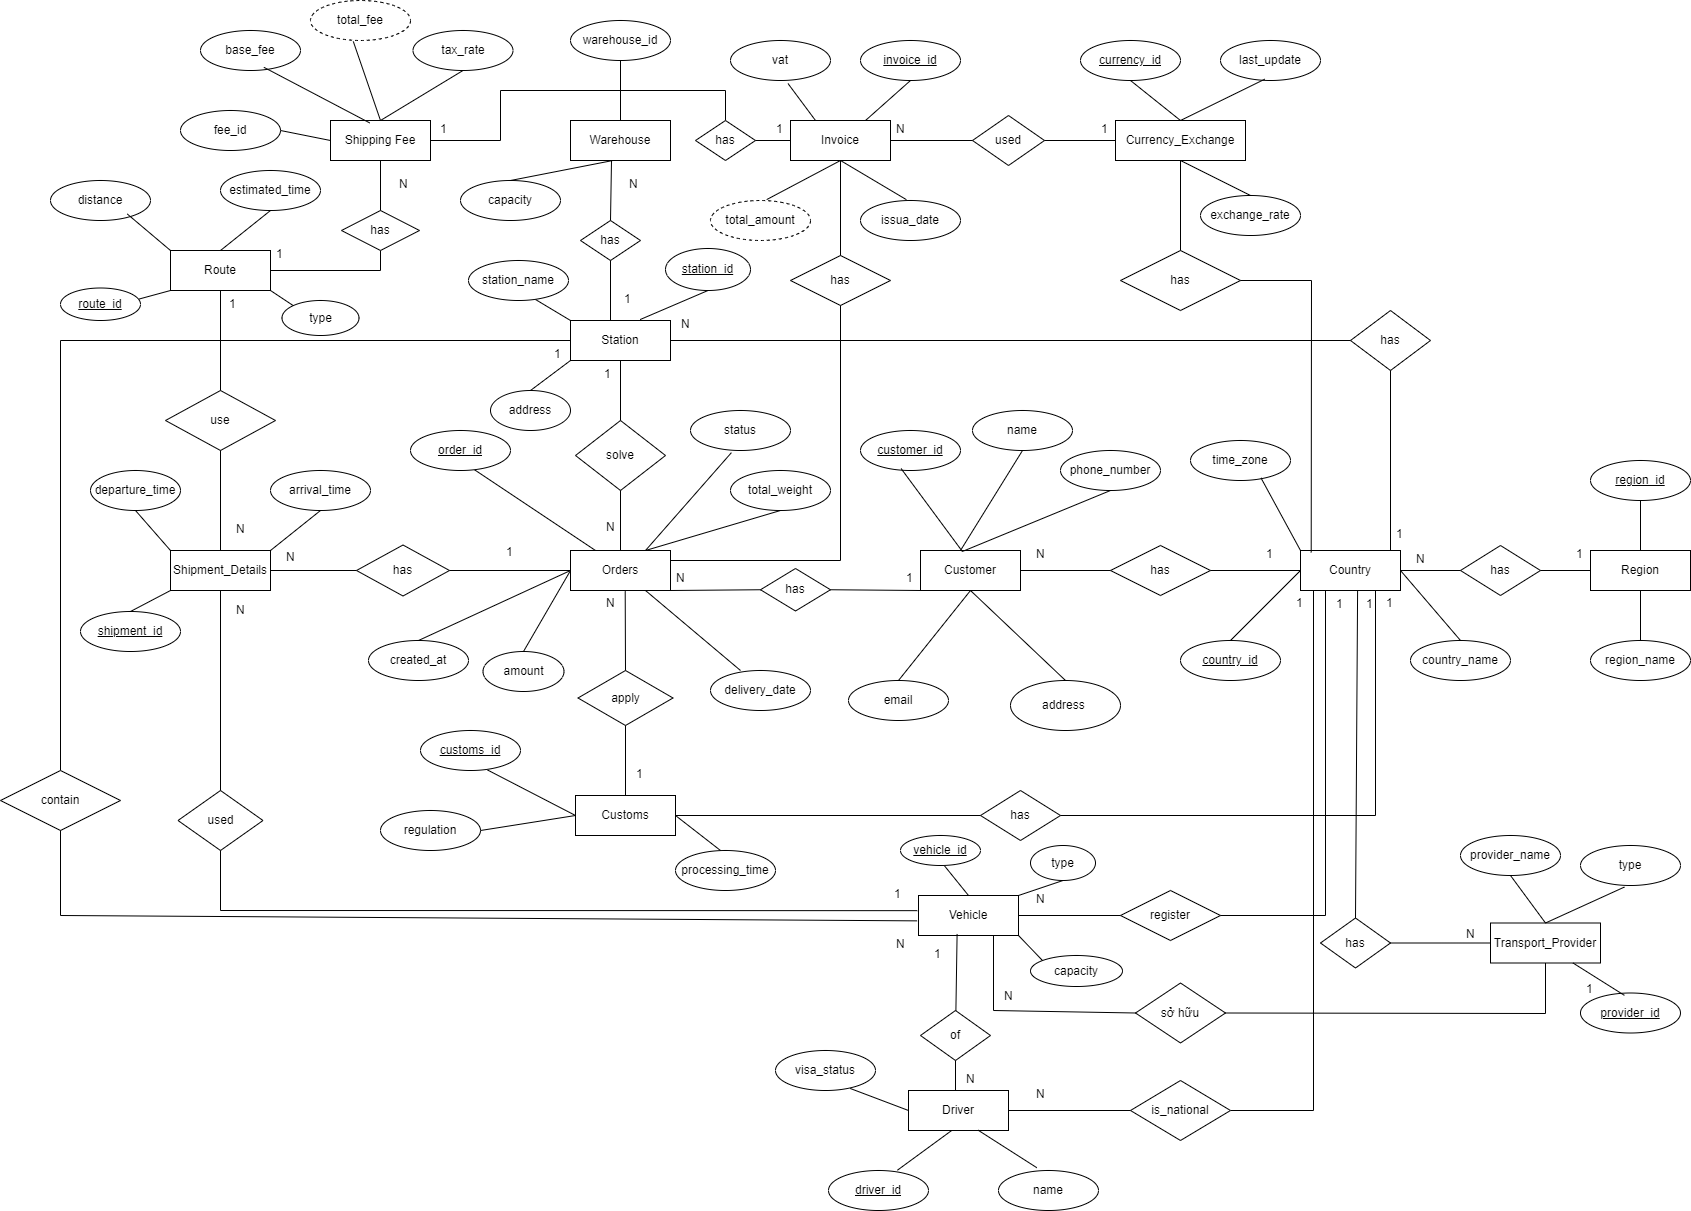 total_fee
base_fee
tax_rate
warehouse_id
vat
invoice_id
currency_id
last_update
fee_id
Shipping Fee
1
Warehouse
has
1
Invoice
N
used
1
Currency_Exchange
N
N
distance
estimated_time
capacity
total_amount
issua_date
exchange_rate
has
has
1
Route
station_name
station_id
has
has
route_id
1
type
1
Station
N
has
1
1
address
use
order_id
status
customer_id
name
phone_number
time_zone
solve
departure_time
arrival_time
total_weight
region_id
N
N
1
Shipment_Details
N
has
1
Orders
N
has
1
Customer
N
has
1
Country
N
has
1
Region
N
N
1
1
1
1
shipment_id
created_at
amount
delivery_date
email
address
country_id
country_name
region_name
apply
customs_id
1
contain
used
regulation
Customs
has
processing_time
vehicle_id
type
provider_name
type
1
Vehicle
N
register
N
1
capacity
has
N
Transport_Provider
N
sở hữu
1
provider_id
of
visa_status
N
Driver
N
is_national
driver_id
name